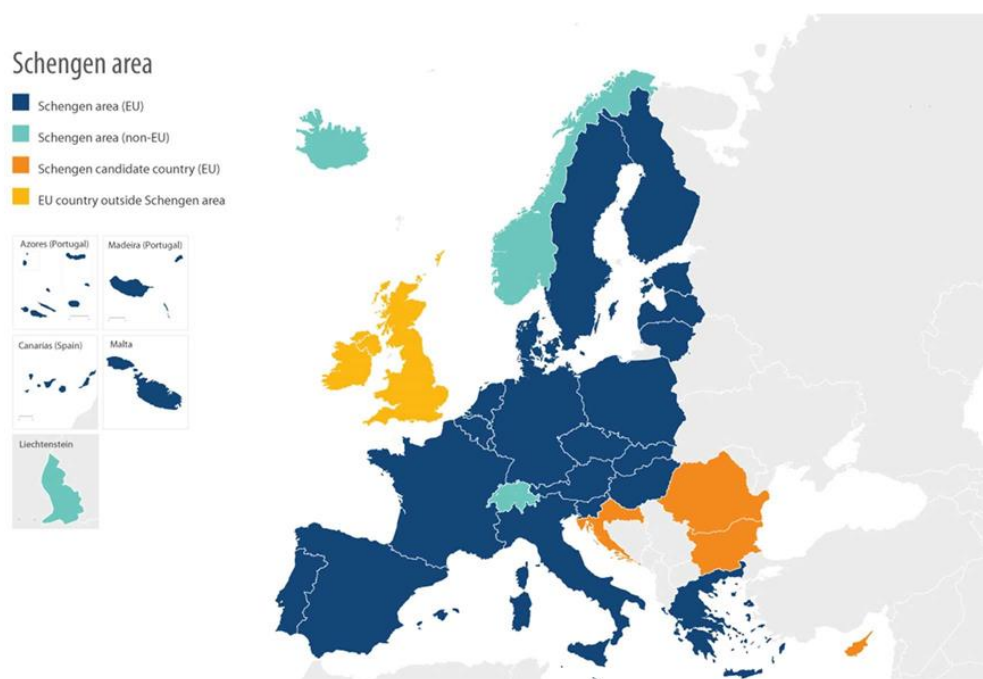 Schengen area
Schengen area (EU)
Schengen area (non-EU)
Schengen candidate country (EU)
EU country outside Schengen area
Azores (Portugal)
Madeira (Portugal)
Canarias (Spain)
Malta
Liechtenstein